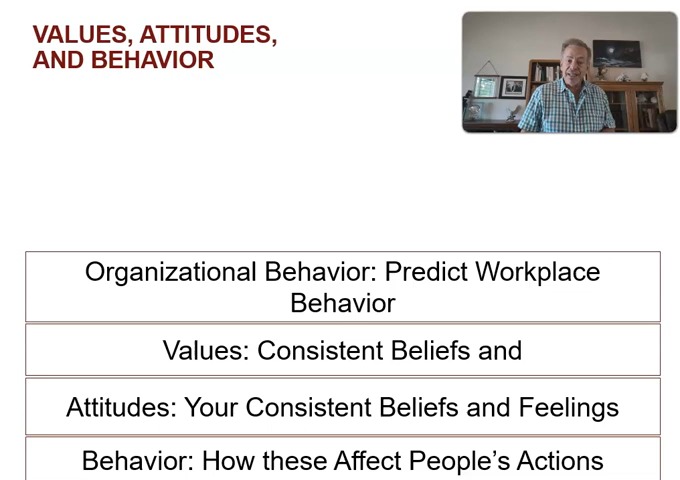 VALUES, ATTITUDES,
AND BEHAVIOR
Organizational Behavior: Predict Workplace
Behavior
Values: Consistent Beliefs and
Attitudes: Your Consistent Beliefs and Feelings
Behavior: How these Affect People’s Actions